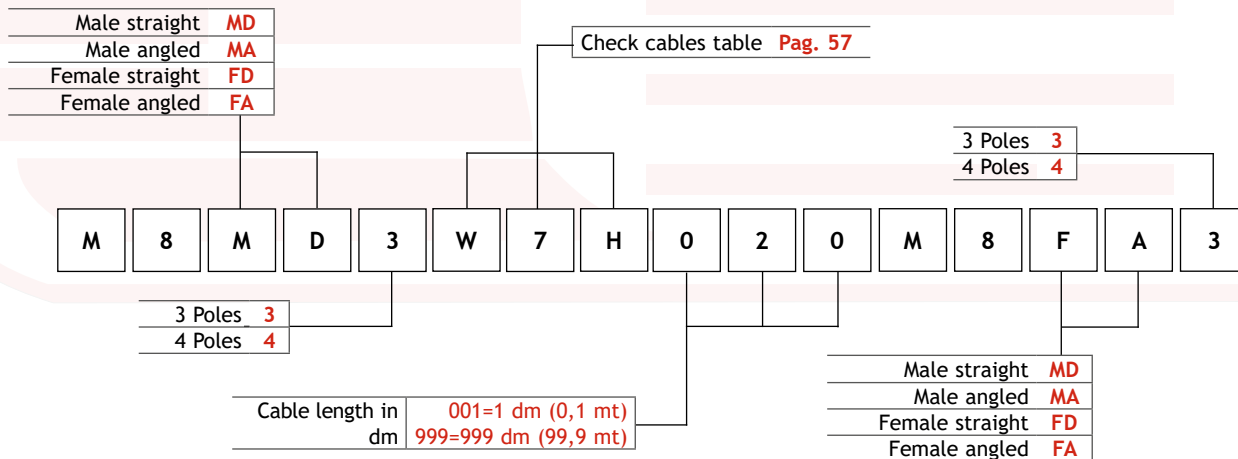 Male straight MD
Male angled MA
Female straight FD
Female angled FA
Check cables table Pag. 57
3 Poles 3
4 Poles 4
M 8 M D 3 W 7 H 0 2 0 M 8 F A 3
3 Poles 3
4 Poles 4
Cable length in 001=1 dm (0,1 mt)
dm 999=999 dm (99,9 mt)
Male straight MD
Male angled MA
Female straight FD
Female angled FA